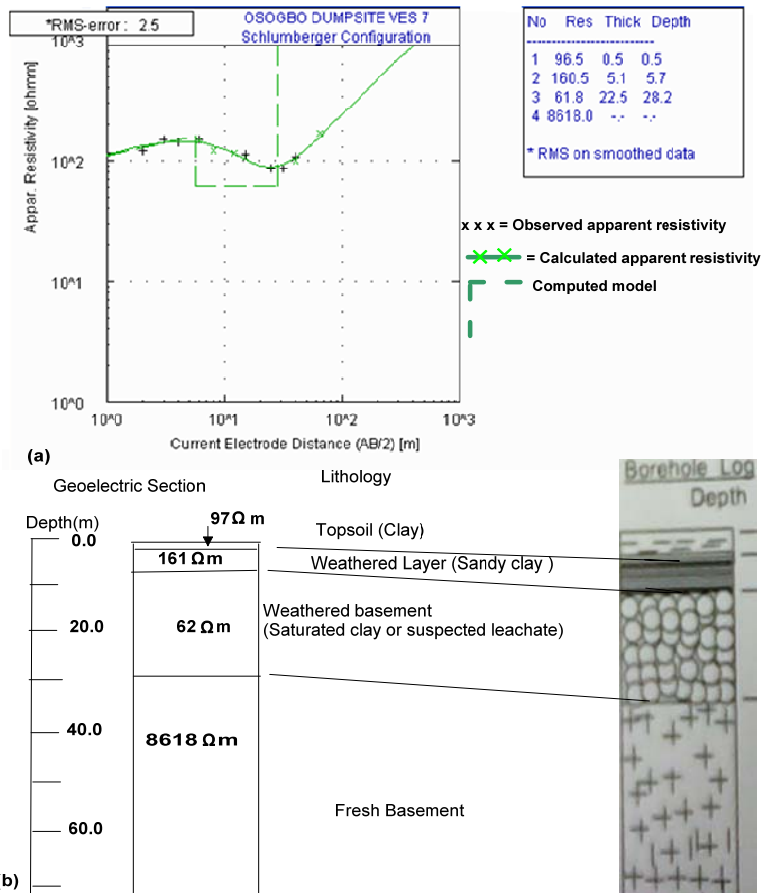 *RMS-error : 2.5
OSOGBO DUMPSITE VES 7
Schlumberger Configuration
10^3
10^2
10^1
10^0
Appar. Resistivity [ohmm]
10^0 10^1 10^2 10^3
Current Electrode Distance (AB/2) [m]
No Res Thick Depth
1 96.5 0.5 0.5
2 160.5 5.1 5.7
3 61.8 22.5 28.2
4 8618.0 -.- -.-
* RMS on smoothed data
x x x = Observed apparent resistivity
= Calculated apparent resistivity
Computed model
(a)
Geoelectric Section
Lithology
Borehole Log
Depth
Depth(m)
97Ω m
0.0
Topsoil (Clay)
161Ωm
Weathered Layer (Sandy clay )
Weathered basement
(Saturated clay or suspected leachate)
62Ωm
20.0
40.0
8618Ωm
Fresh Basement
60.0
(b)